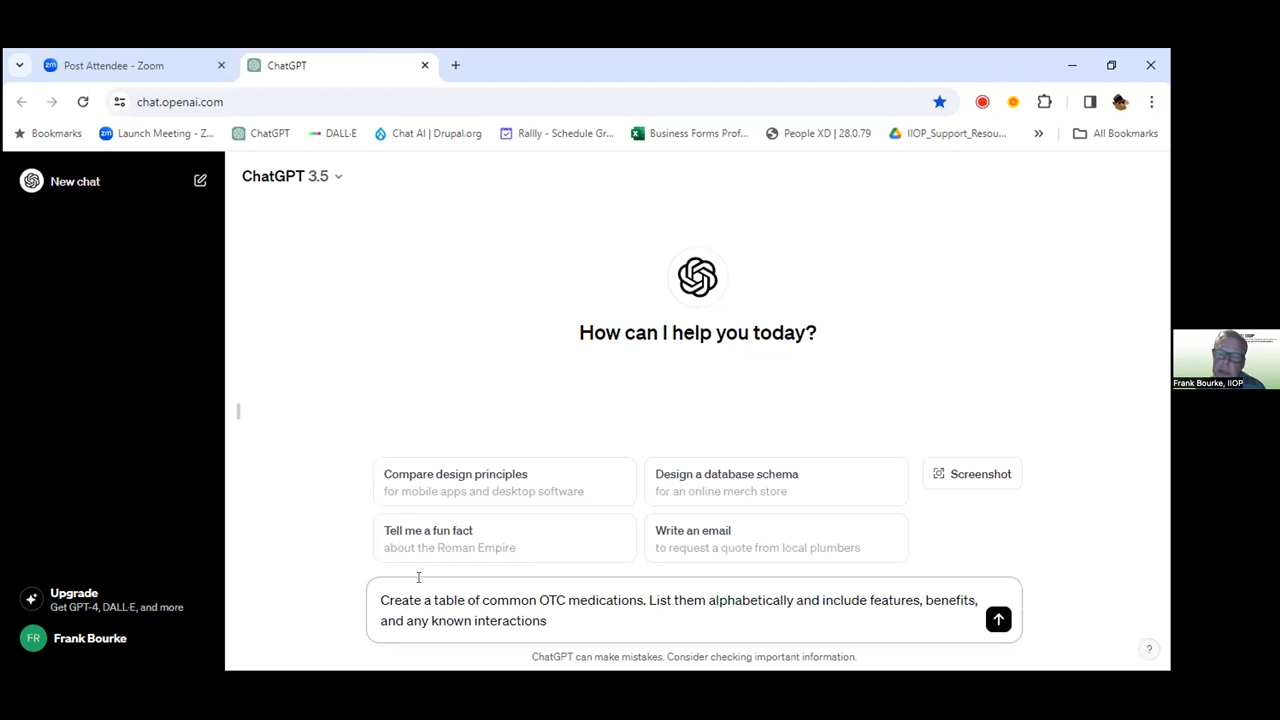 Post Attendee - Zoom
ChatGPT
chat.openai.com
Bookmarks
Launch Meeting - Z...
ChatGPT
DALL·E
Chat AI | Drupal.org
Rallly - Schedule Gr...
Business Forms Prof...
People XD | 28.0.79
IIOP_Support_Resou...
All Bookmarks
New chat
ChatGPT 3.5
How can I help you today?
Compare design principles
for mobile apps and desktop software
Design a database schema
for an online merch store
Screenshot
Tell me a fun fact
about the Roman Empire
Write an email
to request a quote from local plumbers
Create a table of common OTC medications. List them alphabetically and include features, benefits,
and any known interactions
ChatGPT can make mistakes. Consider checking important information.
?
Upgrade
Get GPT-4, DALL·E, and more
FR
Frank Bourke
Frank Bourke, IIOP